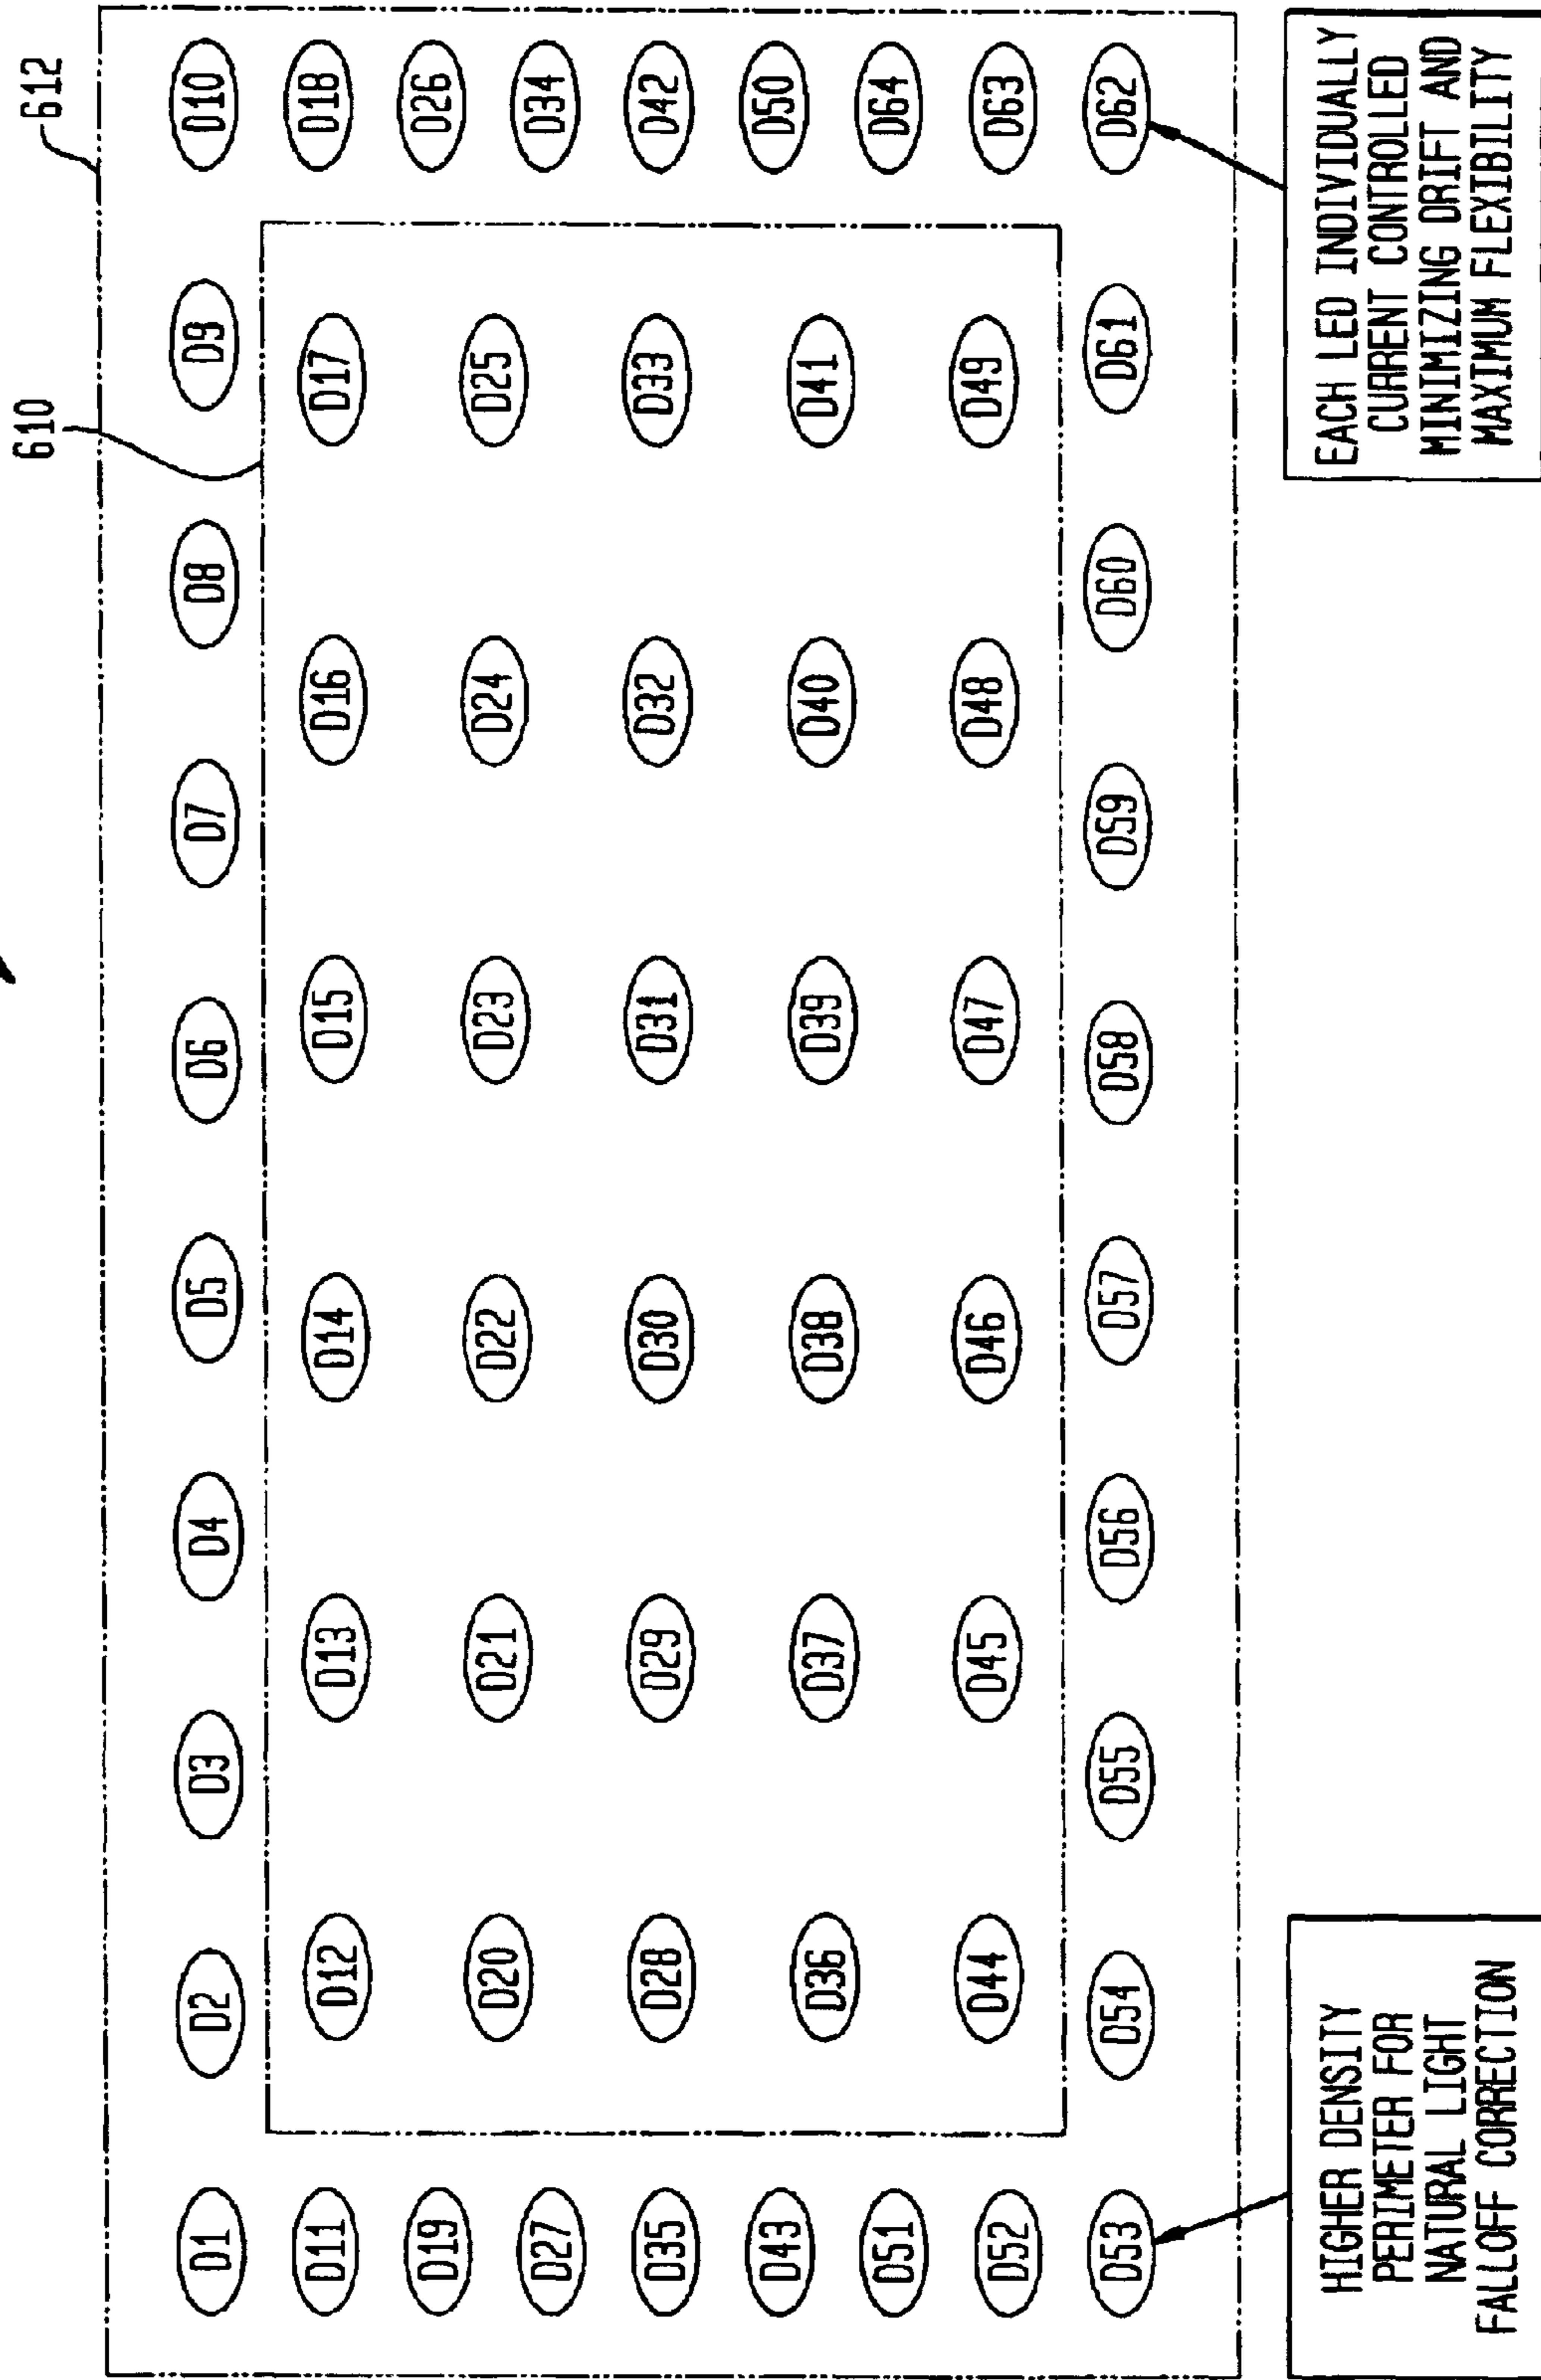 612
610
D1 D2 D3 D4 D5 D6 D7 D8 D9 D10
D11 D12 D13 D14 D15 D16 D17 D18
D19 D20 D21 D22 D23 D24 D25 D26
D27 D28 D29 D30 D31 D32 D33 D34
D35 D36 D37 D38 D39 D40 D41 D42
D43 D44 D45 D46 D47 D48 D49 D50
D51 D64
D52 D63
D53 D54 D55 D56 D57 D58 D59 D60 D61 D62
HIGHER DENSITY
PERIMETER FOR
NATURAL LIGHT
FALLOFF CORRECTION
EACH LED INDIVIDUALLY
CURRENT CONTROLLED
MINIMIZING DRIFT AND
MAXIMUM FLEXIBILITY